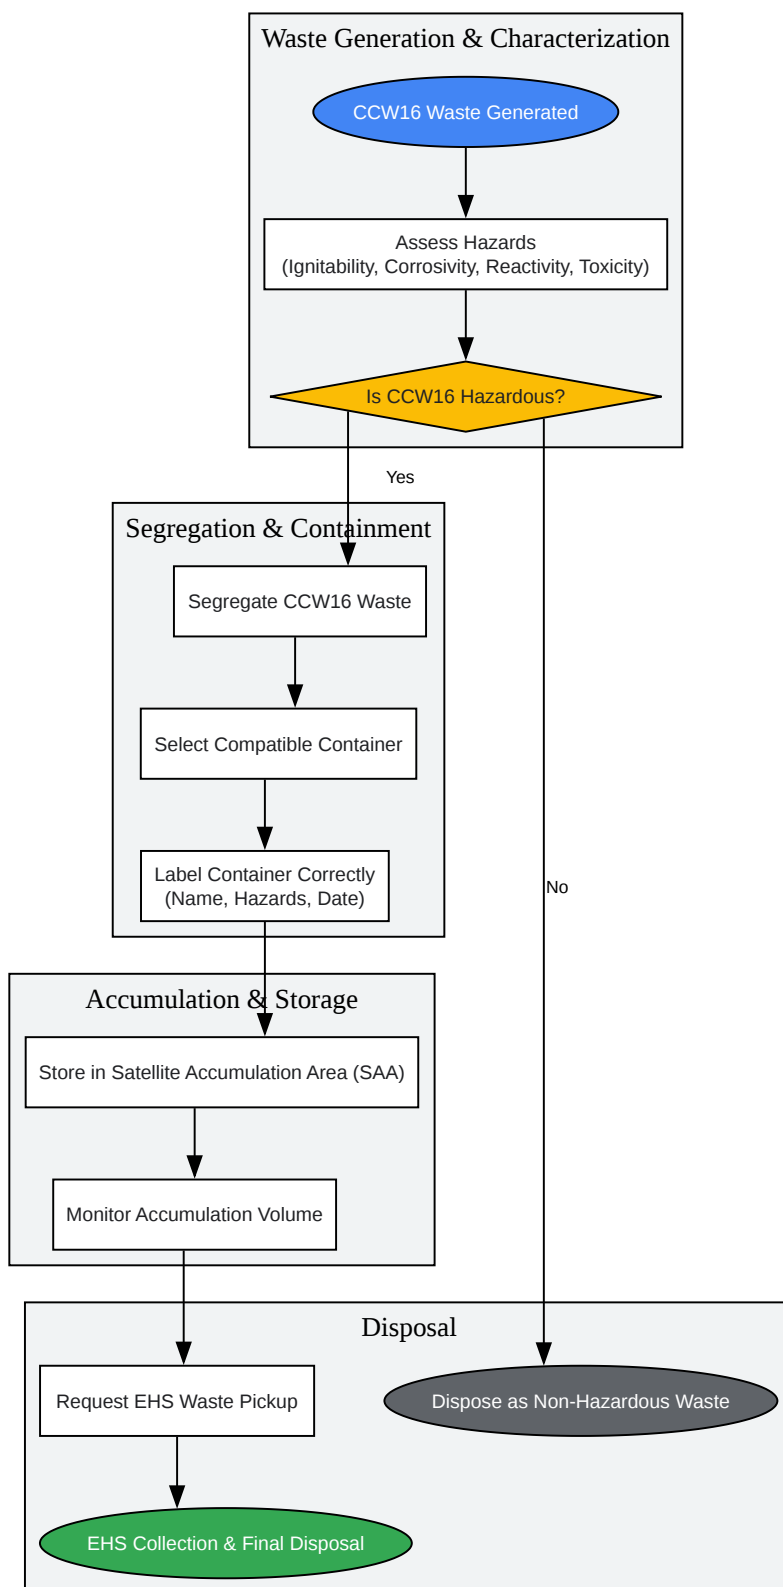 Waste Generation & Characterization
CCW16 Waste Generated
Assess Hazards
(Ignitability, Corrosivity, Reactivity, Toxicity)
Is CCW16 Hazardous?
Yes
Segregation & Containment
Segregate CCW16 Waste
Select Compatible Container
Label Container Correctly
(Name, Hazards, Date)
No
Accumulation & Storage
Store in Satellite Accumulation Area (SAA)
Monitor Accumulation Volume
Disposal
Request EHS Waste Pickup
Dispose as Non-Hazardous Waste
EHS Collection & Final Disposal